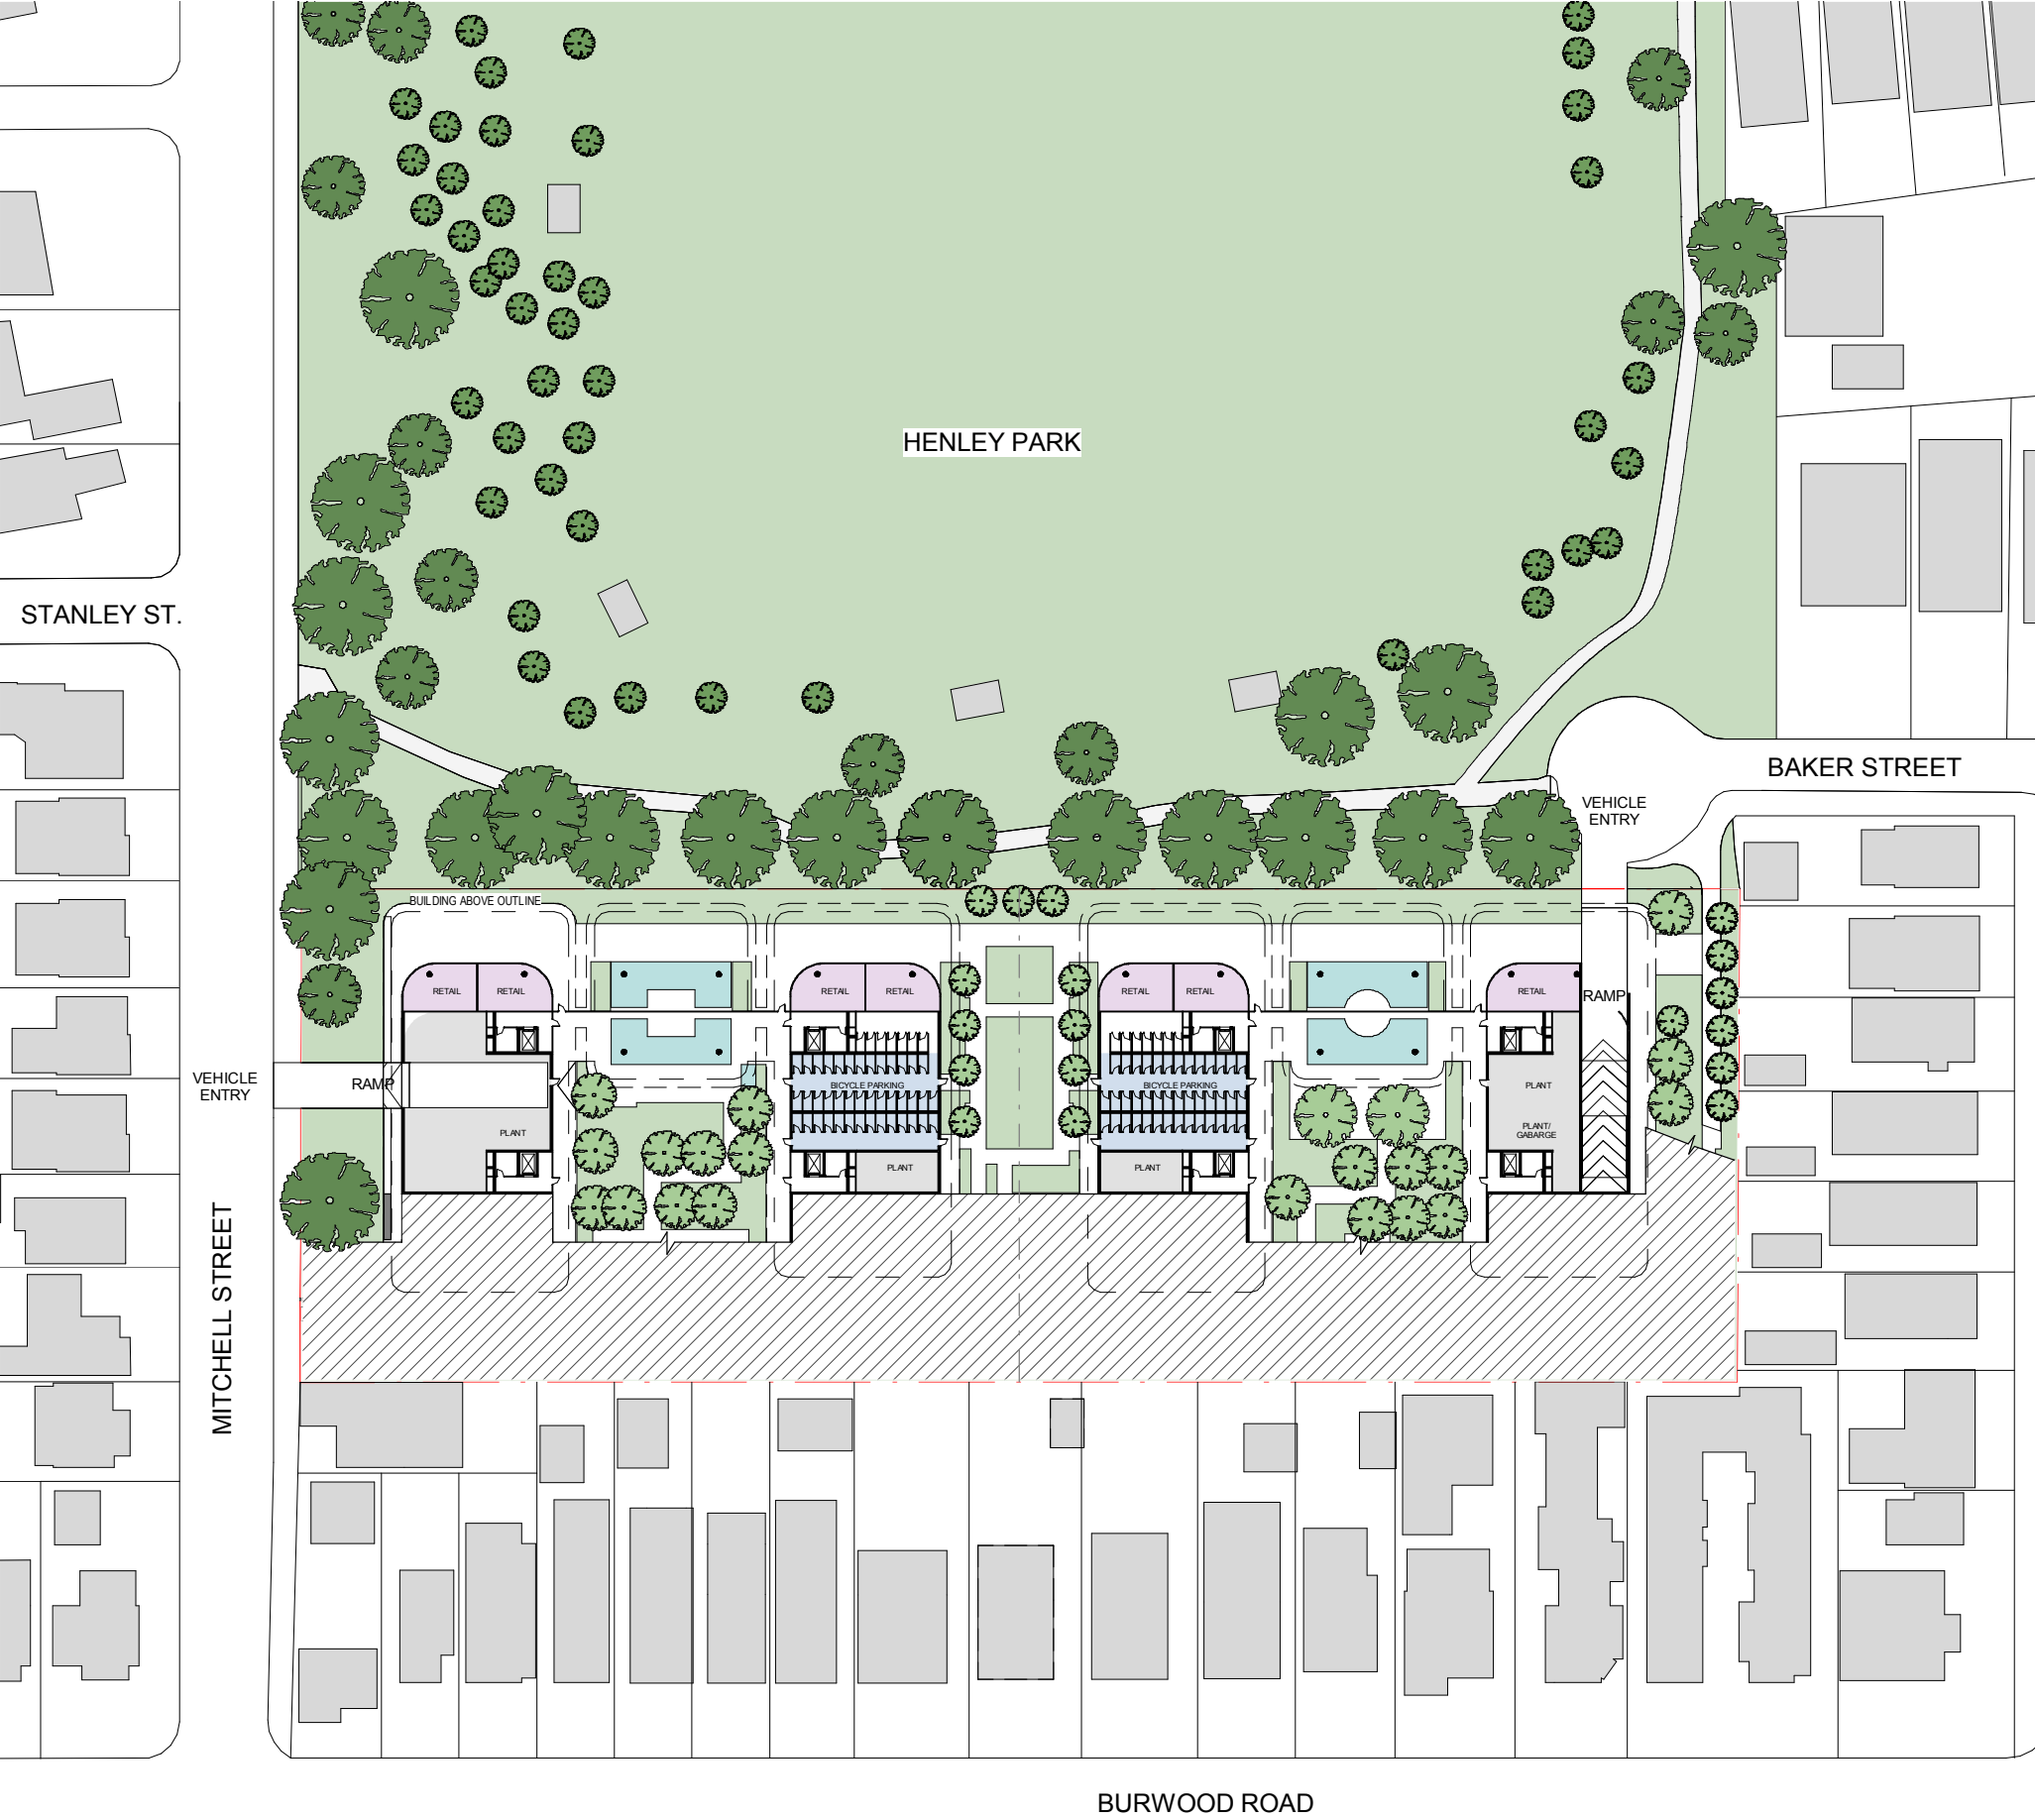 HENLEY PARK
STANLEY ST.
BAKER STREET
VEHICLE
ENTRY
BUILDING ABOVE OUTLINE
RETAIL
RETAIL
RETAIL
RETAIL
RETAIL
RETAIL
RETAIL
RAMP
VEHICLE
ENTRY
RAMP
BICYCLE PARKING
BICYCLE PARKING
PLANT
PLANT
PLANT/
GABARGE
PLANT
PLANT
MITCHELL STREET
BURWOOD ROAD